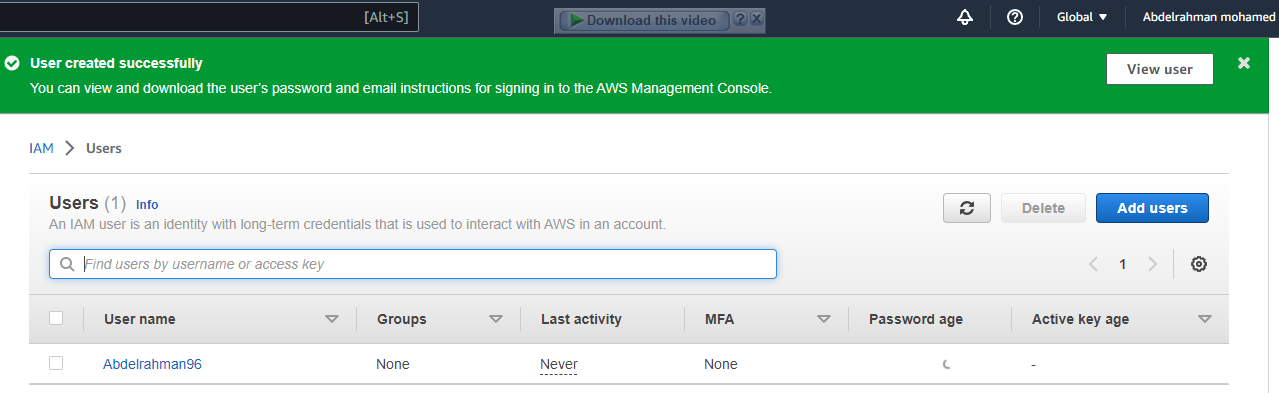 [Alt+S]
Download this video
?
Global
Abdelrahman mohamed
User created successfully
You can view and download the user's password and email instructions for signing in to the AWS Management Console.
View user
IAM > Users
Users (1) Info
An IAM user is an identity with long-term credentials that is used to interact with AWS in an account.
Delete
Add users
Find users by username or access key
1
User name Groups Last activity MFA Password age Active key age
Abdelrahman96 None Never None -